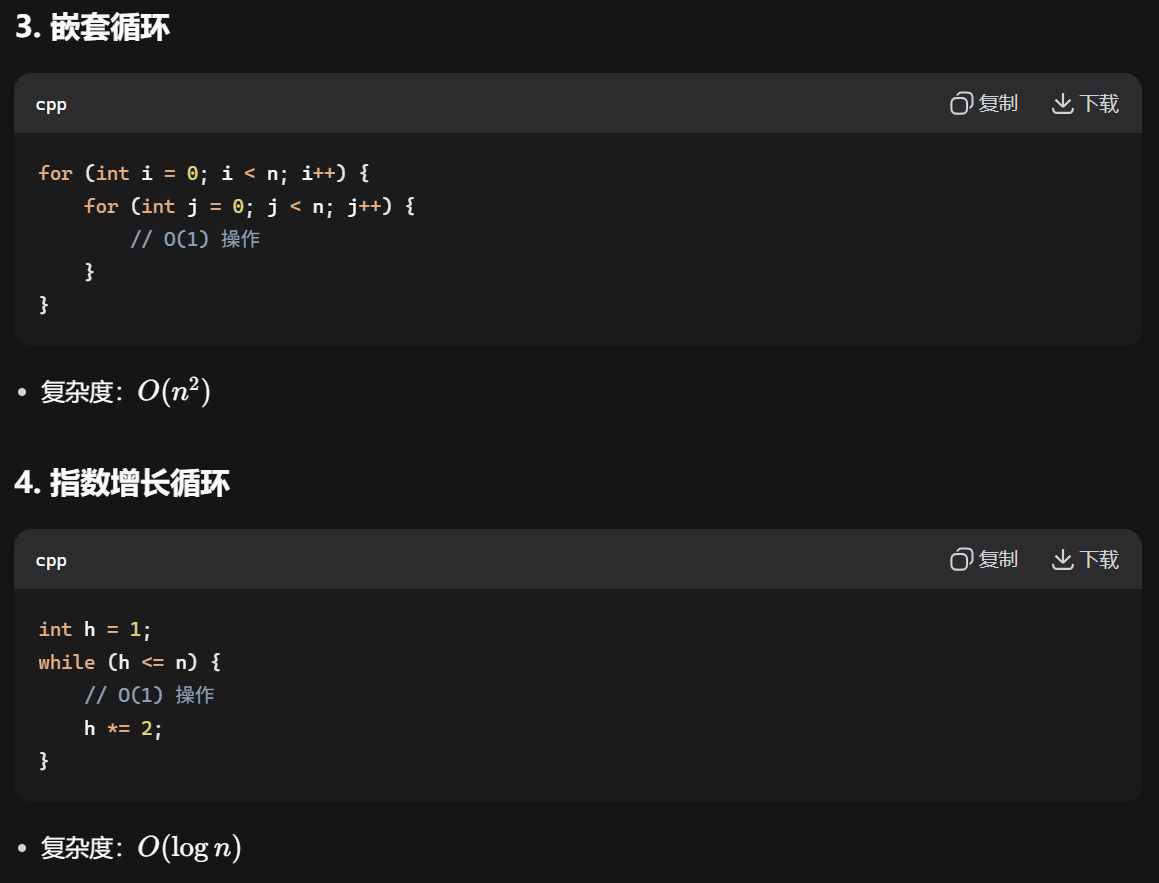 3. 嵌套循环
cpp 复制 下载
for (int i = 0; i < n; i++) {
    for (int j = 0; j < n; j++) {
        // O(1) 操作
    }
}
• 复杂度：O(n²)
4. 指数增长循环
cpp 复制 下载
int h = 1;
while (h <= n) {
    // O(1) 操作
    h *= 2;
}
• 复杂度：O(log n)